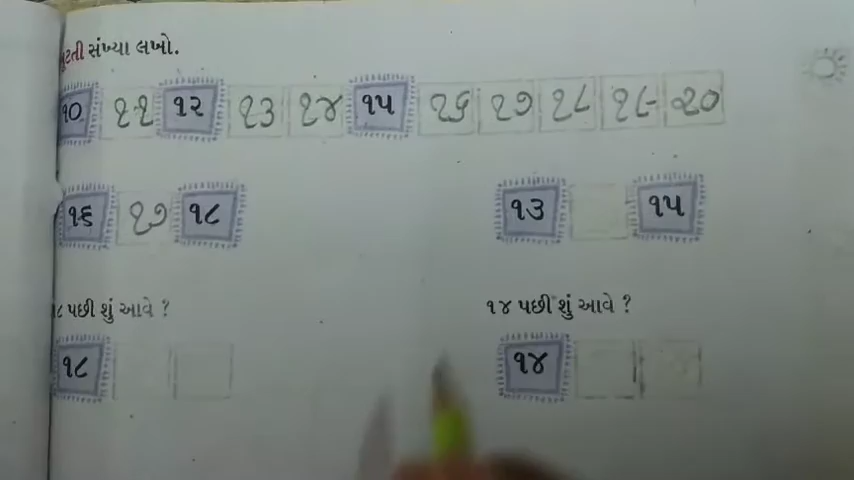 ખૂટતી સંખ્યા લખો.
૧૦ ૧૧ ૧૨ ૧૩ ૧૪ ૧૫ ૧૬ ૧૭ ૧૮ ૧૯ ૨૦
૧૬ ૧૭ ૧૮ ૧૩ ૧૫
૧૮ પછી શું આવે ? ૧૪ પછી શું આવે ?
૧૮ ૧૪